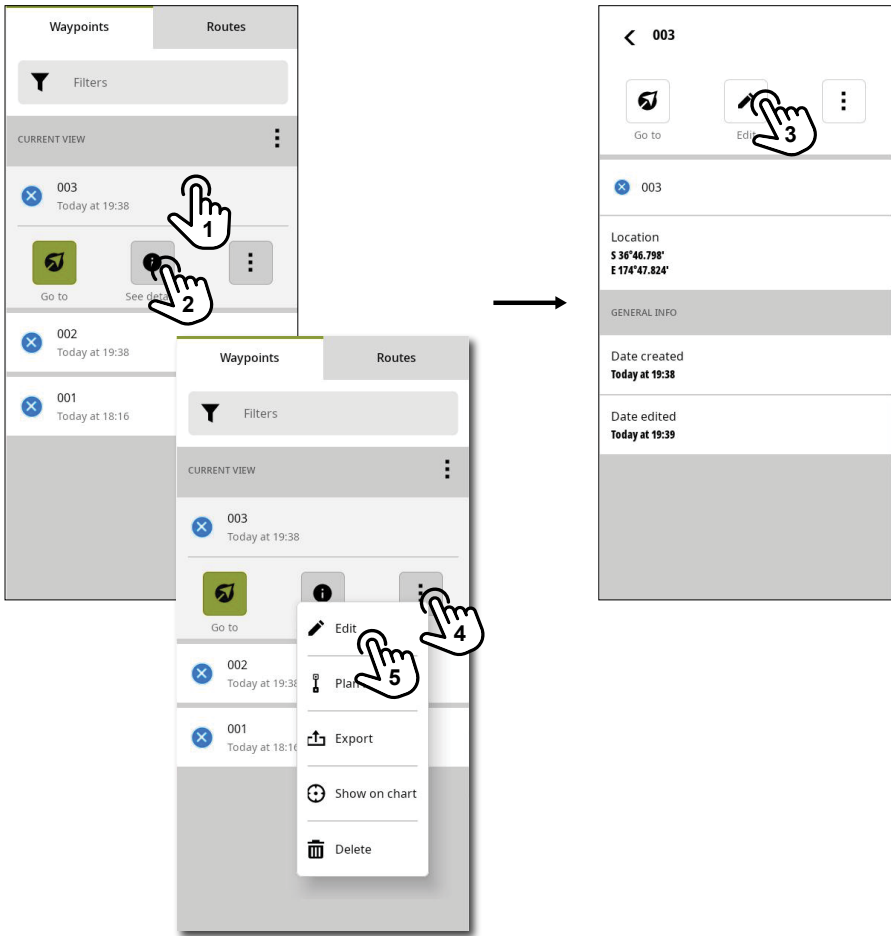 Waypoints Routes
Filters
CURRENT VIEW
003
Today at 19:38
1
Go to See deta
2
002
Today at 19:38
001
Today at 18:16
Waypoints Routes
Filters
CURRENT VIEW
003
Today at 19:38
Go to
4
Edit
5
002
Today at 19:38
Plan
001
Today at 18:16
Export
Show on chart
Delete
003
Go to Edit
3
003
Location
S 36°46.798'
E 174°47.824'
GENERAL INFO
Date created
Today at 19:38
Date edited
Today at 19:39